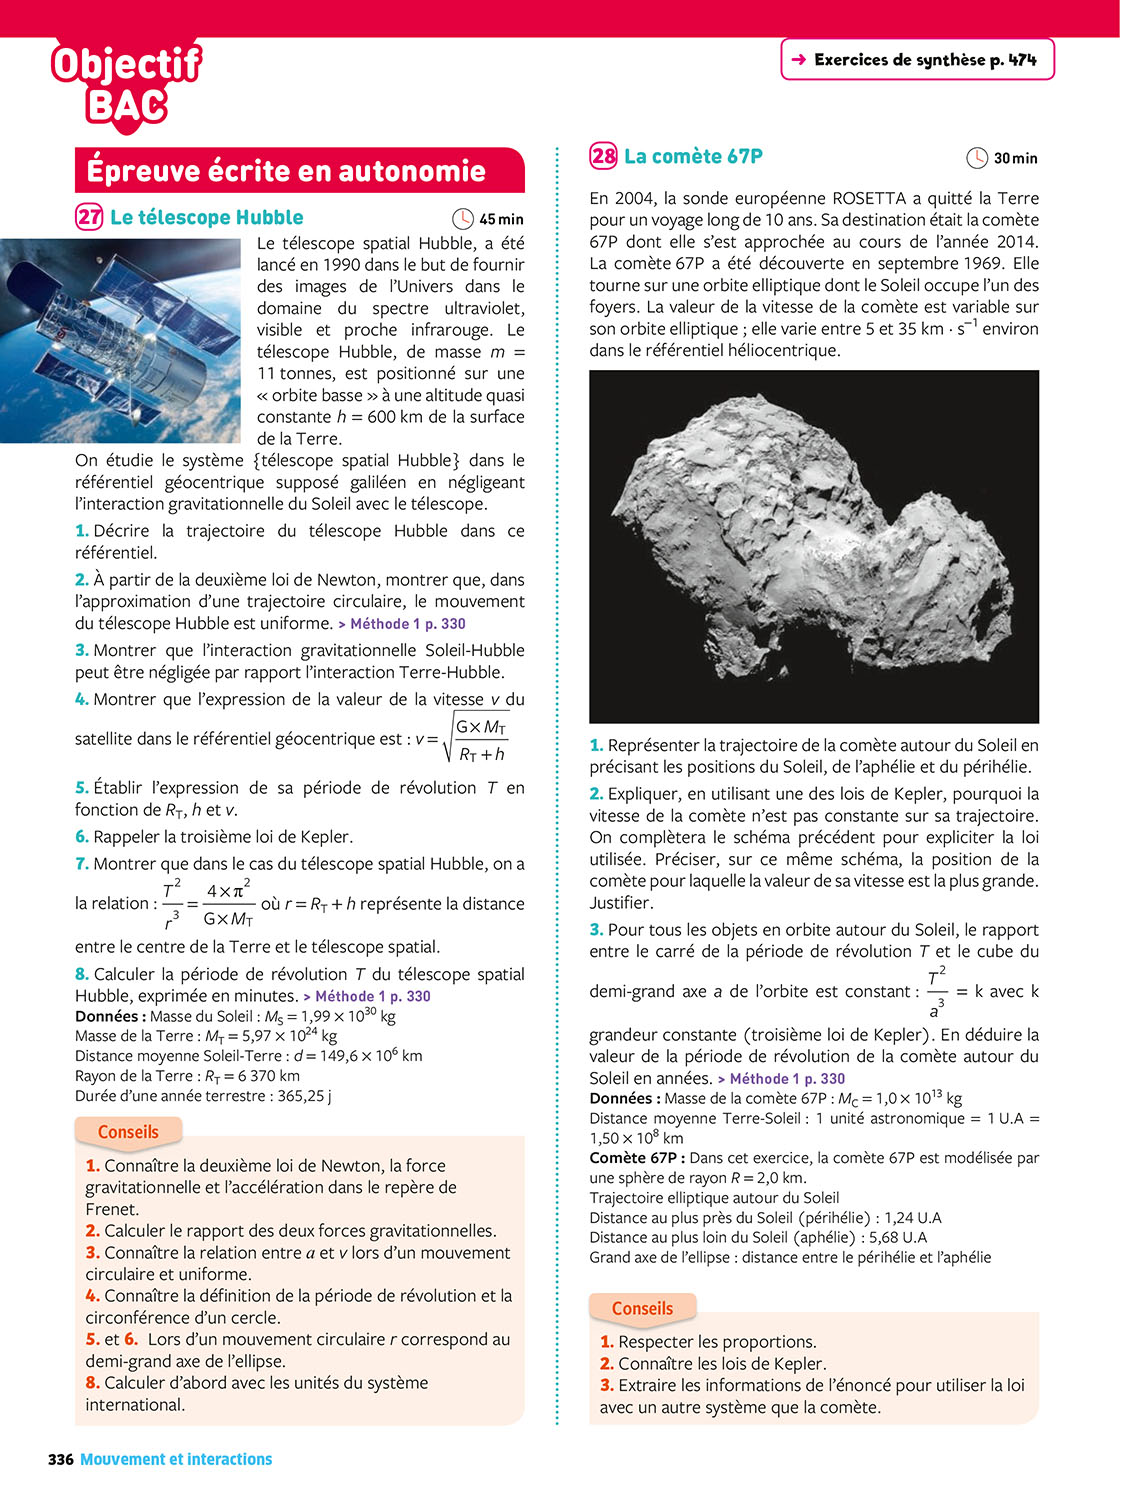 Objectif
BAC
→ Exercices de synthèse p. 474
Épreuve écrite en autonomie
27 Le télescope Hubble 45 min
Le télescope spatial Hubble, a été
lancé en 1990 dans le but de fournir
des images de l'Univers dans le
domaine du spectre ultraviolet,
visible et proche infrarouge. Le
télescope Hubble, de masse m =
11 tonnes, est positionné sur une
« orbite basse » à une altitude quasi
constante h = 600 km de la surface
de la Terre.
On étudie le système {télescope spatial Hubble} dans le
référentiel géocentrique supposé galiléen en négligeant
l'interaction gravitationnelle du Soleil avec le télescope.
1. Décrire la trajectoire du télescope Hubble dans ce
référentiel.
2. À partir de la deuxième loi de Newton, montrer que, dans
l'approximation d'une trajectoire circulaire, le mouvement
du télescope Hubble est uniforme. > Méthode 1 p. 330
3. Montrer que l'interaction gravitationnelle Soleil-Hubble
peut être négligée par rapport l'interaction Terre-Hubble.
4. Montrer que l'expression de la valeur de la vitesse v du
satellite dans le référentiel géocentrique est : v = √(G × M_T / (R_T + h))
5. Établir l'expression de sa période de révolution T en
fonction de R_T, h et v.
6. Rappeler la troisième loi de Kepler.
7. Montrer que dans le cas du télescope spatial Hubble, on a
la relation : T²/r³ = (4 × π²)/(G × M_T) où r = R_T + h représente la distance
entre le centre de la Terre et le télescope spatial.
8. Calculer la période de révolution T du télescope spatial
Hubble, exprimée en minutes. > Méthode 1 p. 330
Données : Masse du Soleil : M_S = 1,99 × 10³⁰ kg
Masse de la Terre : M_T = 5,97 × 10²⁴ kg
Distance moyenne Soleil-Terre : d = 149,6 × 10⁶ km
Rayon de la Terre : R_T = 6 370 km
Durée d'une année terrestre : 365,25 j
Conseils
1. Connaître la deuxième loi de Newton, la force
gravitationnelle et l'accélération dans le repère de
Frenet.
2. Calculer le rapport des deux forces gravitationnelles.
3. Connaître la relation entre a et v lors d'un mouvement
circulaire et uniforme.
4. Connaître la définition de la période de révolution et la
circonférence d'un cercle.
5. et 6. Lors d'un mouvement circulaire r correspond au
demi-grand axe de l'ellipse.
8. Calculer d'abord avec les unités du système
international.
28 La comète 67P 30 min
En 2004, la sonde européenne ROSETTA a quitté la Terre
pour un voyage long de 10 ans. Sa destination était la comète
67P dont elle s'est approchée au cours de l'année 2014.
La comète 67P a été découverte en septembre 1969. Elle
tourne sur une orbite elliptique dont le Soleil occupe l'un des
foyers. La valeur de la vitesse de la comète est variable sur
son orbite elliptique ; elle varie entre 5 et 35 km · s⁻¹ environ
dans le référentiel héliocentrique.
1. Représenter la trajectoire de la comète autour du Soleil en
précisant les positions du Soleil, de l'aphélie et du périhélie.
2. Expliquer, en utilisant une des lois de Kepler, pourquoi la
vitesse de la comète n'est pas constante sur sa trajectoire.
On complètera le schéma précédent pour expliciter la loi
utilisée. Préciser, sur ce même schéma, la position de la
comète pour laquelle la valeur de sa vitesse est la plus grande.
Justifier.
3. Pour tous les objets en orbite autour du Soleil, le rapport
entre le carré de la période de révolution T et le cube du
demi-grand axe a de l'orbite est constant : T²/a³ = k avec k
grandeur constante (troisième loi de Kepler). En déduire la
valeur de la période de révolution de la comète autour du
Soleil en années. > Méthode 1 p. 330
Données : Masse de la comète 67P : M_C = 1,0 × 10¹³ kg
Distance moyenne Terre-Soleil : 1 unité astronomique = 1 U.A =
1,50 × 10⁸ km
Comète 67P : Dans cet exercice, la comète 67P est modélisée par
une sphère de rayon R = 2,0 km.
Trajectoire elliptique autour du Soleil
Distance au plus près du Soleil (périhélie) : 1,24 U.A
Distance au plus loin du Soleil (aphélie) : 5,68 U.A
Grand axe de l'ellipse : distance entre le périhélie et l'aphélie
Conseils
1. Respecter les proportions.
2. Connaître les lois de Kepler.
3. Extraire les informations de l'énoncé pour utiliser la loi
avec un autre système que la comète.
336 Mouvement et interactions